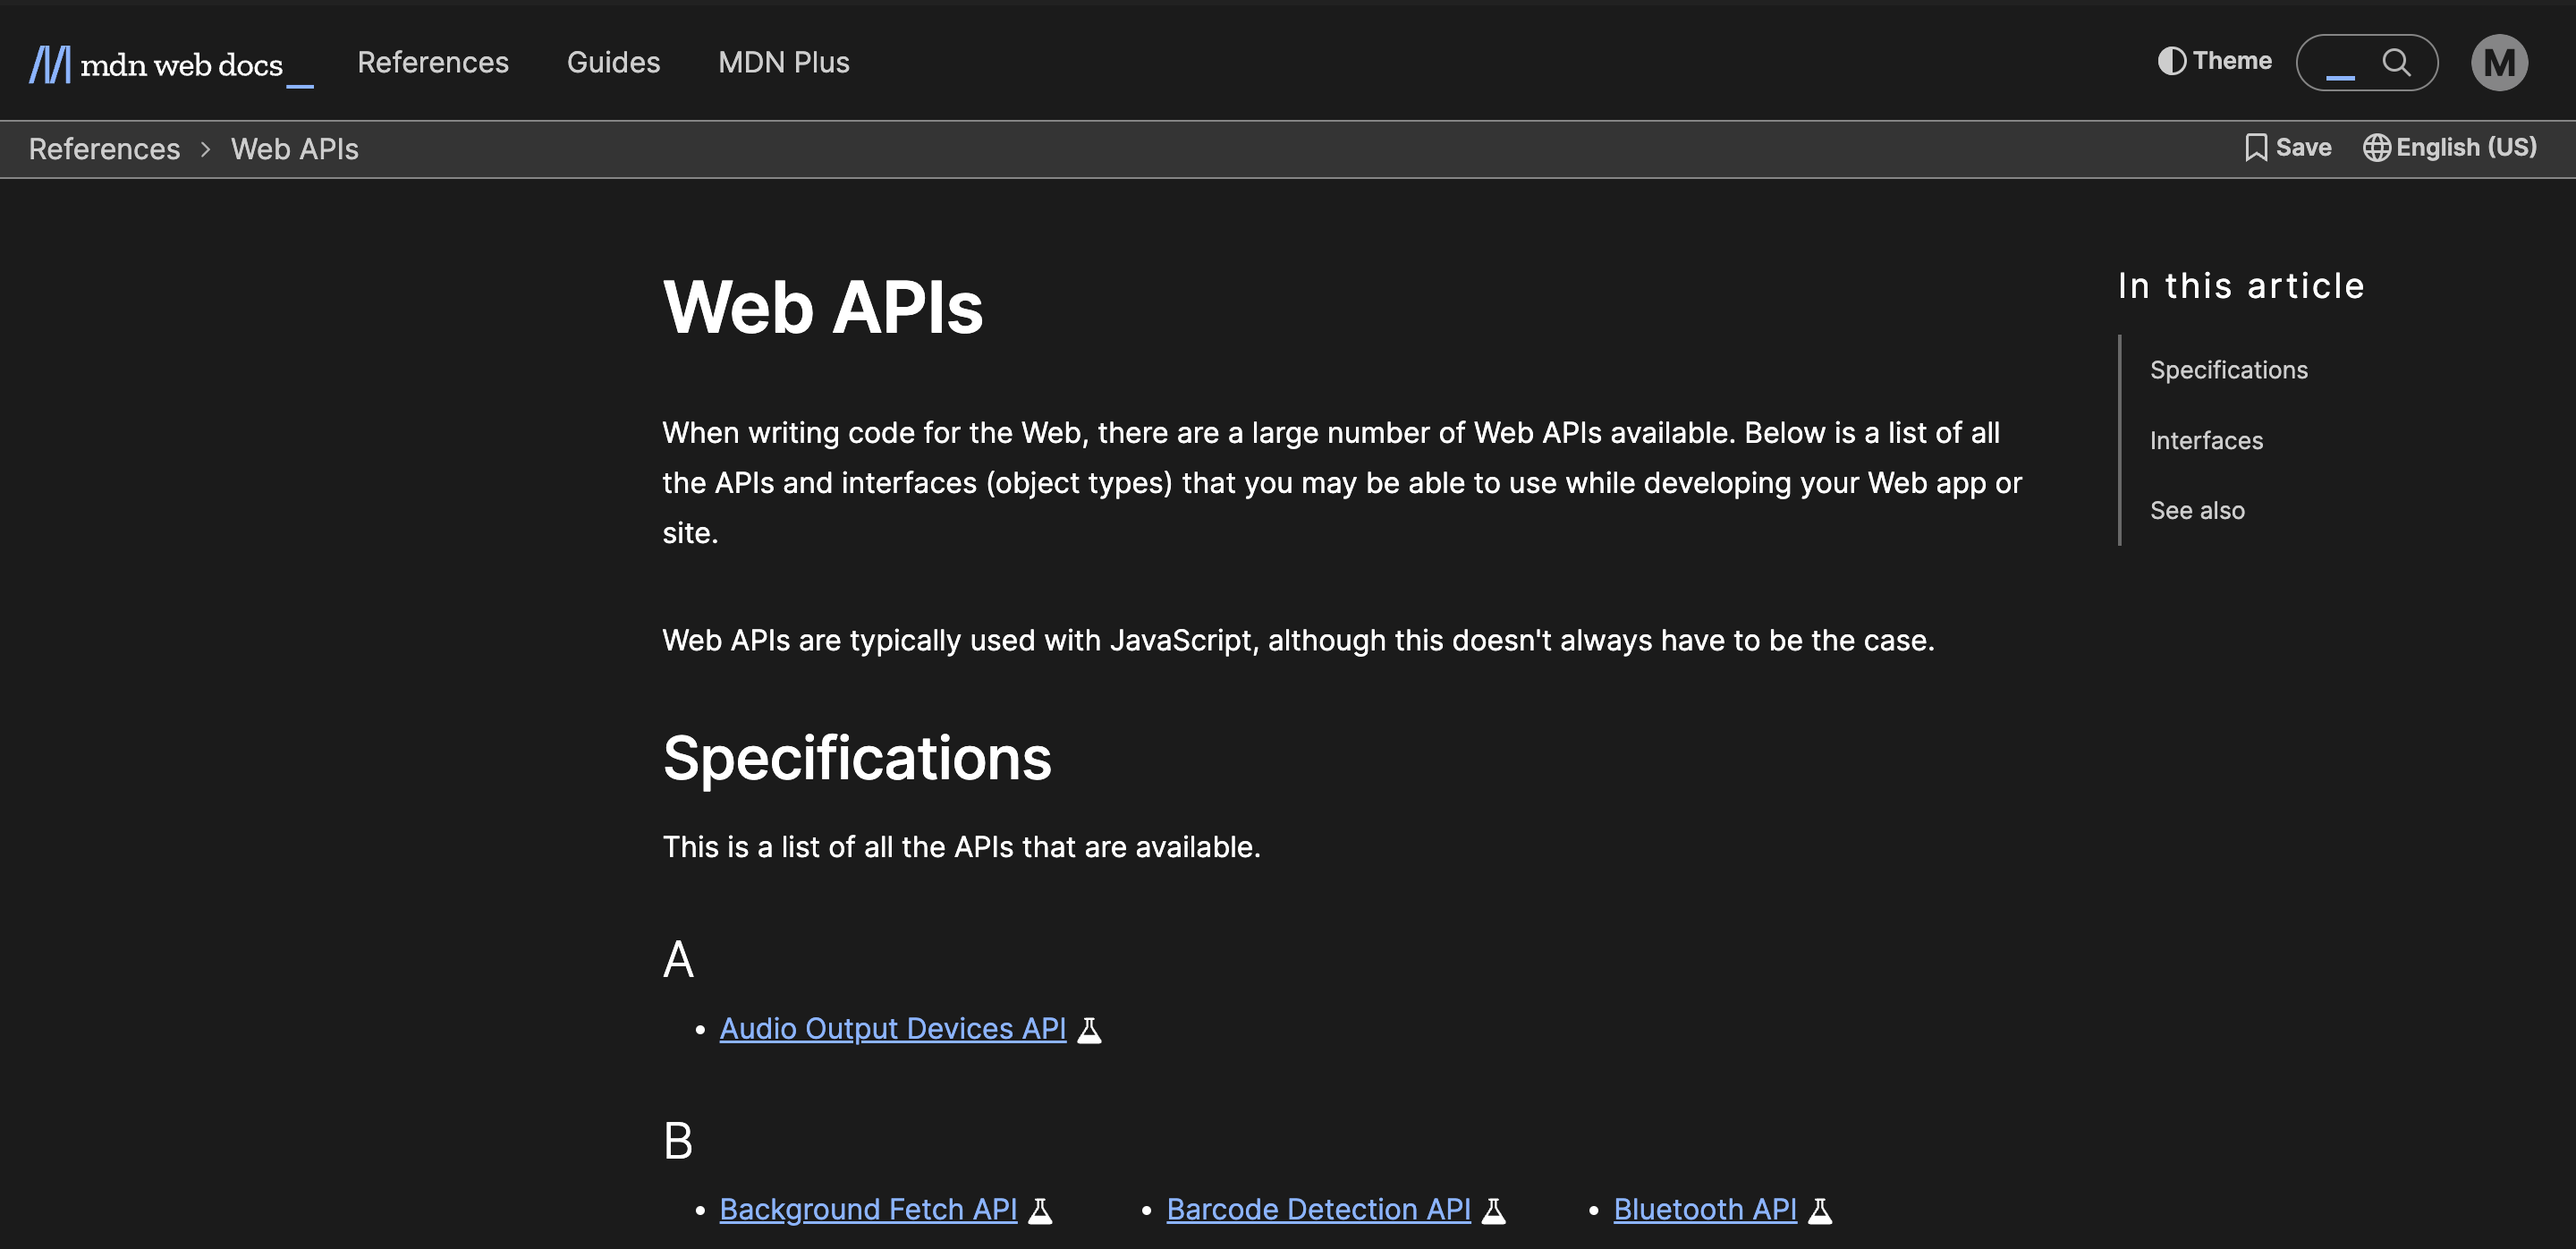 mdn web docs_
References
Guides
MDN Plus
Theme
M
References > Web APIs
Save
English (US)
Web APIs
When writing code for the Web, there are a large number of Web APIs available. Below is a list of all
the APIs and interfaces (object types) that you may be able to use while developing your Web app or
site.
Web APIs are typically used with JavaScript, although this doesn't always have to be the case.
Specifications
This is a list of all the APIs that are available.
A
• Audio Output Devices API
B
• Background Fetch API
• Barcode Detection API
• Bluetooth API
In this article
Specifications
Interfaces
See also